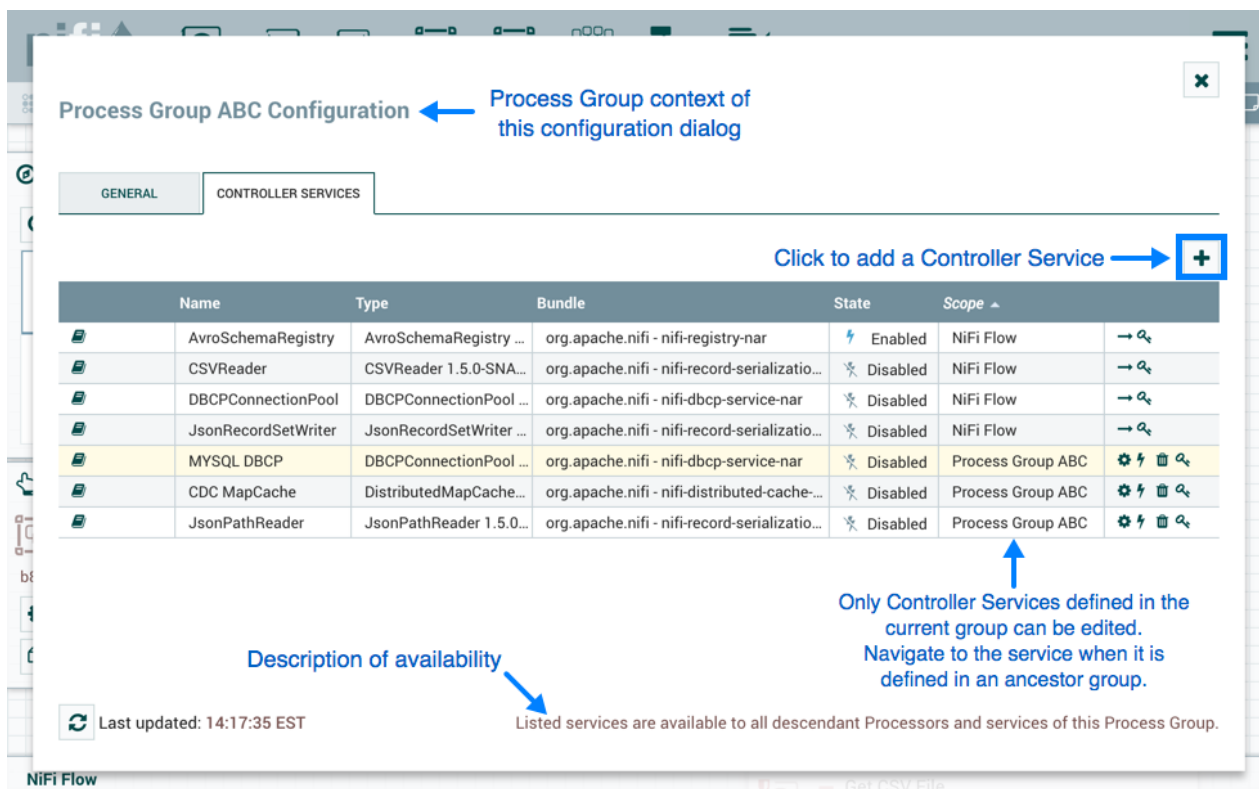 nifi
Process Group ABC Configuration
Process Group context of
this configuration dialog
GENERAL
CONTROLLER SERVICES
Click to add a Controller Service
Name Type Bundle State Scope
AvroSchemaRegistry AvroSchemaRegistry ... org.apache.nifi - nifi-registry-nar Enabled NiFi Flow
CSVReader CSVReader 1.5.0-SNA... org.apache.nifi - nifi-record-serializatio... Disabled NiFi Flow
DBCPConnectionPool DBCPConnectionPool ... org.apache.nifi - nifi-dbcp-service-nar Disabled NiFi Flow
JsonRecordSetWriter JsonRecordSetWriter ... org.apache.nifi - nifi-record-serializatio... Disabled NiFi Flow
MYSQL DBCP DBCPConnectionPool ... org.apache.nifi - nifi-dbcp-service-nar Disabled Process Group ABC
CDC MapCache DistributedMapCache... org.apache.nifi - nifi-distributed-cache-... Disabled Process Group ABC
JsonPathReader JsonPathReader 1.5.0... org.apache.nifi - nifi-record-serializatio... Disabled Process Group ABC
b8
Only Controller Services defined in the
current group can be edited.
Navigate to the service when it is
defined in an ancestor group.
Description of availability
Last updated: 14:17:35 EST
Listed services are available to all descendant Processors and services of this Process Group.
NiFi Flow
Get CSV File